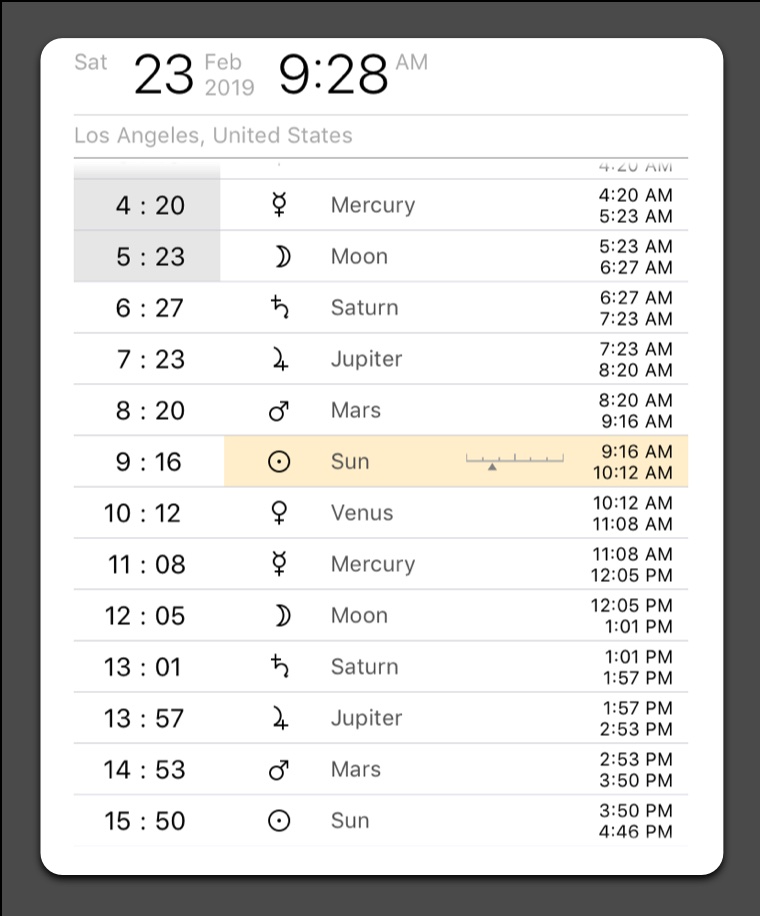 Sat 23 Feb 2019 9:28 AM
Los Angeles, United States
4:20 AM
4 : 20 ☿ Mercury 4:20 AM 5:23 AM
5 : 23 ☽ Moon 5:23 AM 6:27 AM
6 : 27 ♄ Saturn 6:27 AM 7:23 AM
7 : 23 ♃ Jupiter 7:23 AM 8:20 AM
8 : 20 ♂ Mars 8:20 AM 9:16 AM
9 : 16 ☉ Sun 9:16 AM 10:12 AM
10 : 12 ♀ Venus 10:12 AM 11:08 AM
11 : 08 ☿ Mercury 11:08 AM 12:05 PM
12 : 05 ☽ Moon 12:05 PM 1:01 PM
13 : 01 ♄ Saturn 1:01 PM 1:57 PM
13 : 57 ♃ Jupiter 1:57 PM 2:53 PM
14 : 53 ♂ Mars 2:53 PM 3:50 PM
15 : 50 ☉ Sun 3:50 PM 4:46 PM